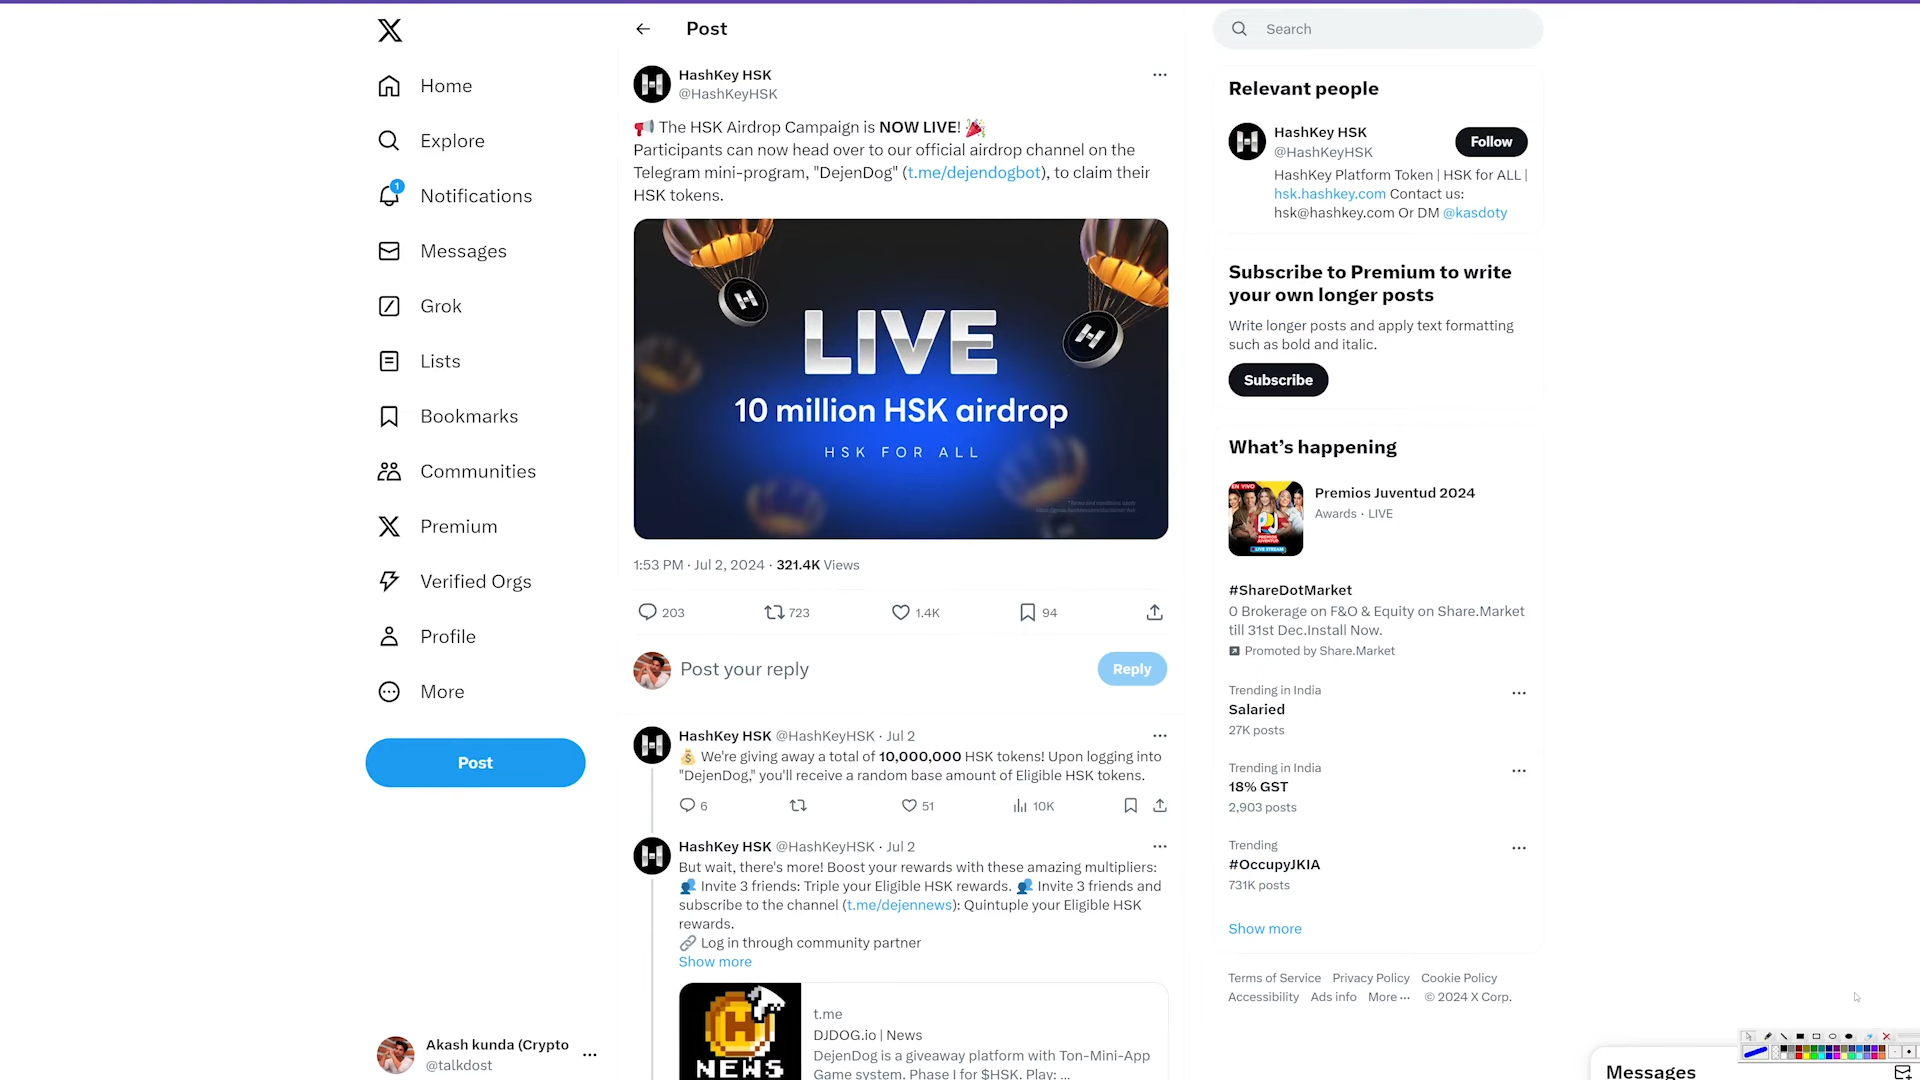 Home
Explore
1
Notifications
Messages
Grok
Lists
Bookmarks
Communities
Premium
Verified Orgs
Profile
More
Post
Akash kunda (Crypto
@talkdost
Post
HashKey HSK
@HashKeyHSK
The HSK Airdrop Campaign is NOW LIVE!
Participants can now head over to our official airdrop channel on the
Telegram mini-program, "DejenDog" (t.me/dejendogbot), to claim their
HSK tokens.
LIVE
10 million HSK airdrop
HSK FOR ALL
1:53 PM · Jul 2, 2024 · 321.4K Views
203 723 1.4K 94
Post your reply
Reply
HashKey HSK @HashKeyHSK · Jul 2
We're giving away a total of 10,000,000 HSK tokens! Upon logging into
"DejenDog," you'll receive a random base amount of Eligible HSK tokens.
6 51 10K
HashKey HSK @HashKeyHSK · Jul 2
But wait, there's more! Boost your rewards with these amazing multipliers:
Invite 3 friends: Triple your Eligible HSK rewards. Invite 3 friends and
subscribe to the channel (t.me/dejennews): Quintuple your Eligible HSK
rewards.
Log in through community partner
Show more
NEWS
t.me
DJDOG.io | News
DejenDog is a giveaway platform with Ton-Mini-App
Game system. Phase I for $HSK. Play: ...
Search
Relevant people
HashKey HSK
@HashKeyHSK
Follow
HashKey Platform Token | HSK for ALL |
hsk.hashkey.com Contact us:
hsk@hashkey.com Or DM @kasdoty
Subscribe to Premium to write
your own longer posts
Write longer posts and apply text formatting
such as bold and italic.
Subscribe
What's happening
EN VIVO
PJ
LIVE STREAM
Premios Juventud 2024
Awards · LIVE
#ShareDotMarket
0 Brokerage on F&O & Equity on Share.Market
till 31st Dec.Install Now.
Promoted by Share.Market
Trending in India
Salaried
27K posts
Trending in India
18% GST
2,903 posts
Trending
#OccupyJKIA
731K posts
Show more
Terms of Service Privacy Policy Cookie Policy
Accessibility Ads info More ··· © 2024 X Corp.
Messages